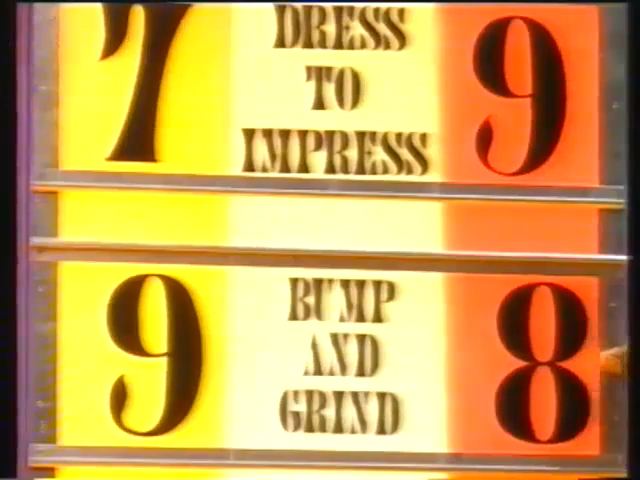 7 DRESS 9
TO
IMPRESS
9 BUMP 8
AND
GRIND